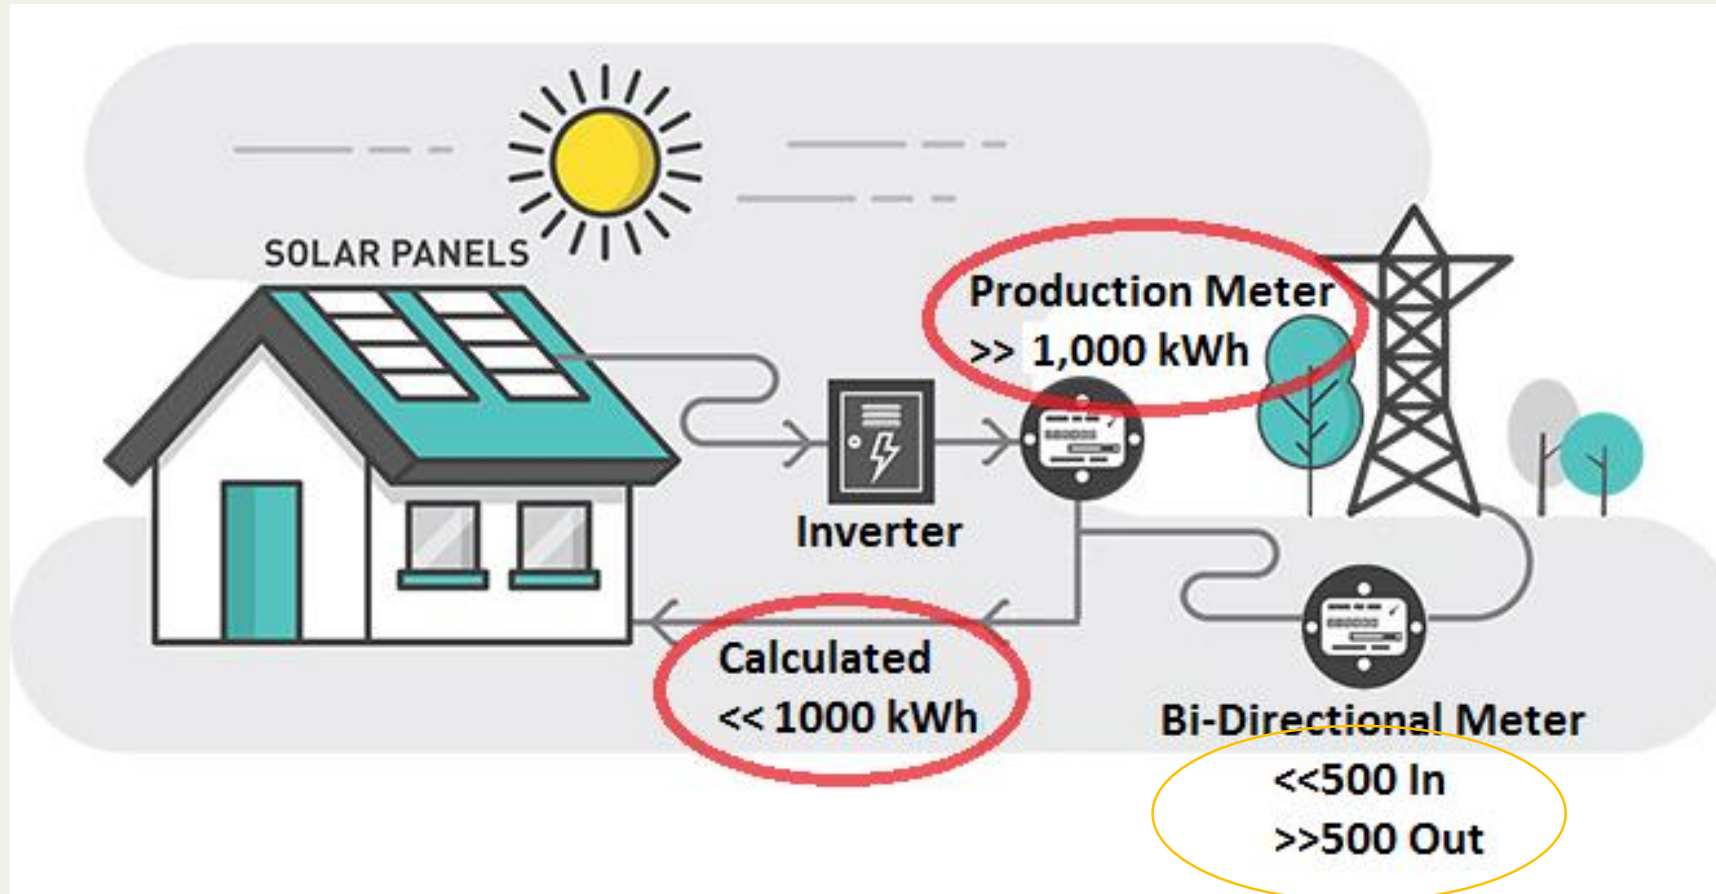 SOLAR PANELS
Production Meter
>> 1,000 kWh
Inverter
Calculated
<< 1000 kWh
Bi-Directional Meter
<<500 In
>>500 Out